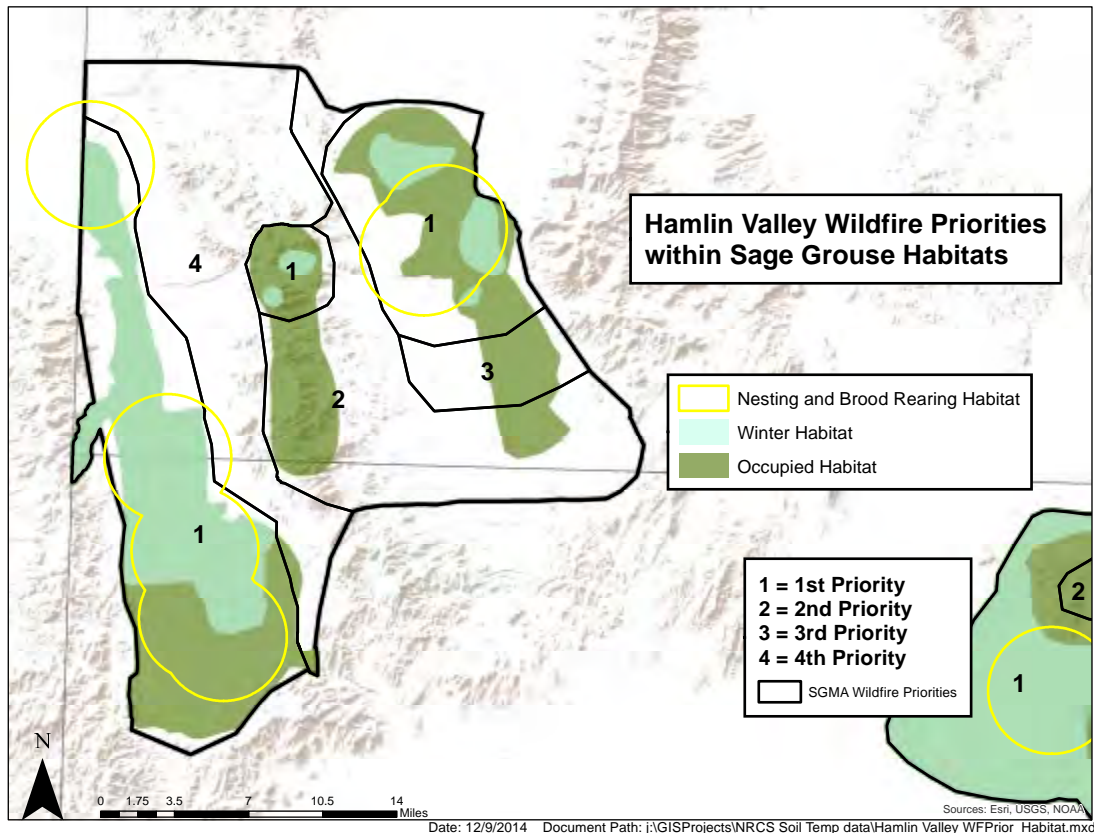 Hamlin Valley Wildfire Priorities
within Sage Grouse Habitats
1
4
1
1
2
3
1
Nesting and Brood Rearing Habitat
Winter Habitat
Occupied Habitat
1 = 1st Priority
2 = 2nd Priority
3 = 3rd Priority
4 = 4th Priority
SGMA Wildfire Priorities
2
1
N
0 1.75 3.5 7 10.5 14
Miles
Sources: Esri, USGS, NOAA
Date: 12/9/2014 Document Path: j:\GISProjects\NRCS Soil Temp data\Hamlin Valley WFPrior_Habitat.mxd